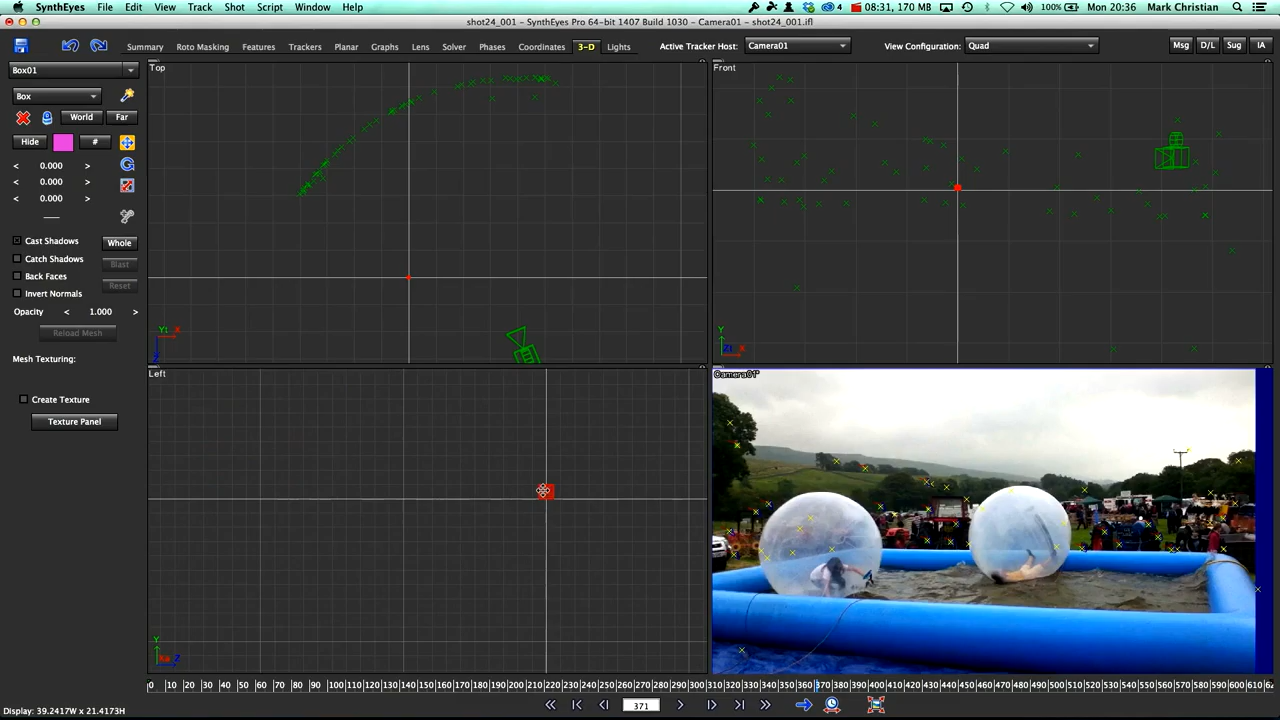 SynthEyes File Edit View Track Shot Script Window Help 4 08:31, 170 MB 100% Mon 20:36 Mark Christian
shot24_001 — SynthEyes Pro 64-bit 1407 Build 1030 - Camera01 - shot24_001.ifl
Summary Roto Masking Features Trackers Planar Graphs Lens Solver Phases Coordinates 3-D Lights Active Tracker Host: Camera01 View Configuration: Quad Msg D/L Sug IA
Box01
Box
World Far
Hide #
< 0.000 >
< 0.000 >
< 0.000 >
Cast Shadows Whole
Catch Shadows Blast
Back Faces Reset
Invert Normals
Opacity < 1.000 >
Reload Mesh
Mesh Texturing:
Create Texture
Texture Panel
Top
X
Front
Y
X
Left
Y
Z
Camera01*
0 10 20 30 40 50 60 70 80 90 100 110 120 130 140 150 160 170 180 190 200 210 220 230 240 250 260 270 280 290 300 310 320 330 340 350 360 370 380 390 400 410 420 430 440 450 460 470 480 490 500 510 520 530 540 550 560 570 580 590 600 610
371
Display: 39.2417W x 21.4173H